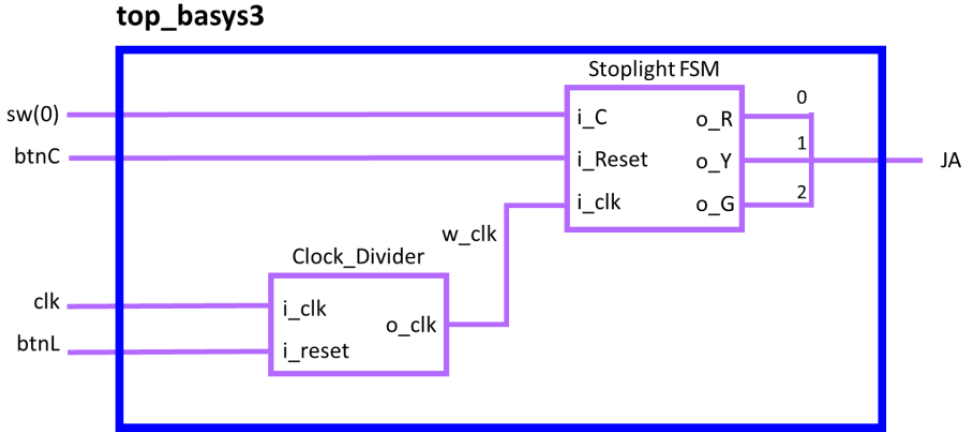 top_basys3
Stoplight FSM
sw(0)
i_C
o_R
0
btnC
i_Reset
o_Y
1
JA
i_clk
o_G
2
w_clk
Clock_Divider
clk
i_clk
o_clk
btnL
i_reset